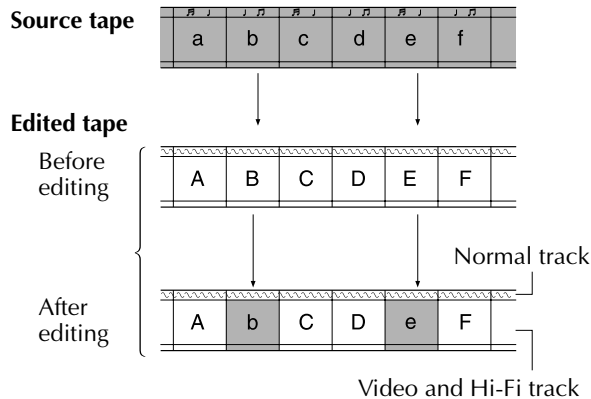 Source tape
a b c d e f
Edited tape
Before
editing
A B C D E F
Normal track
After
editing
A b C D e F
Video and Hi-Fi track